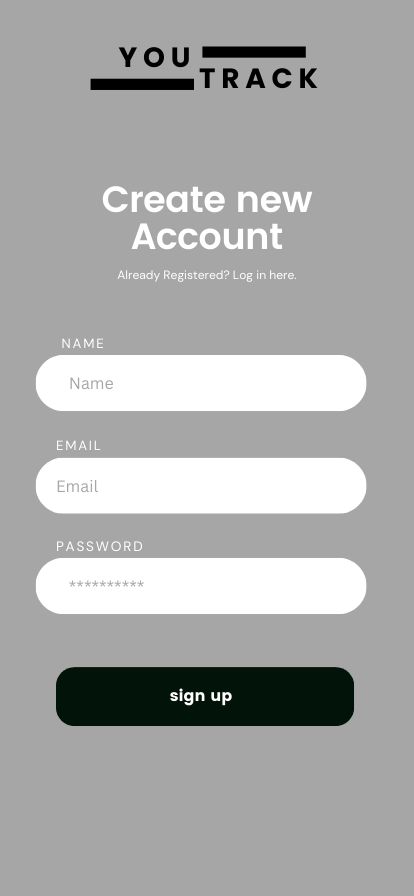 YOU
TRACK
Create new
Account
Already Registered? Log in here.
NAME
Name
EMAIL
Email
PASSWORD
**********
sign up